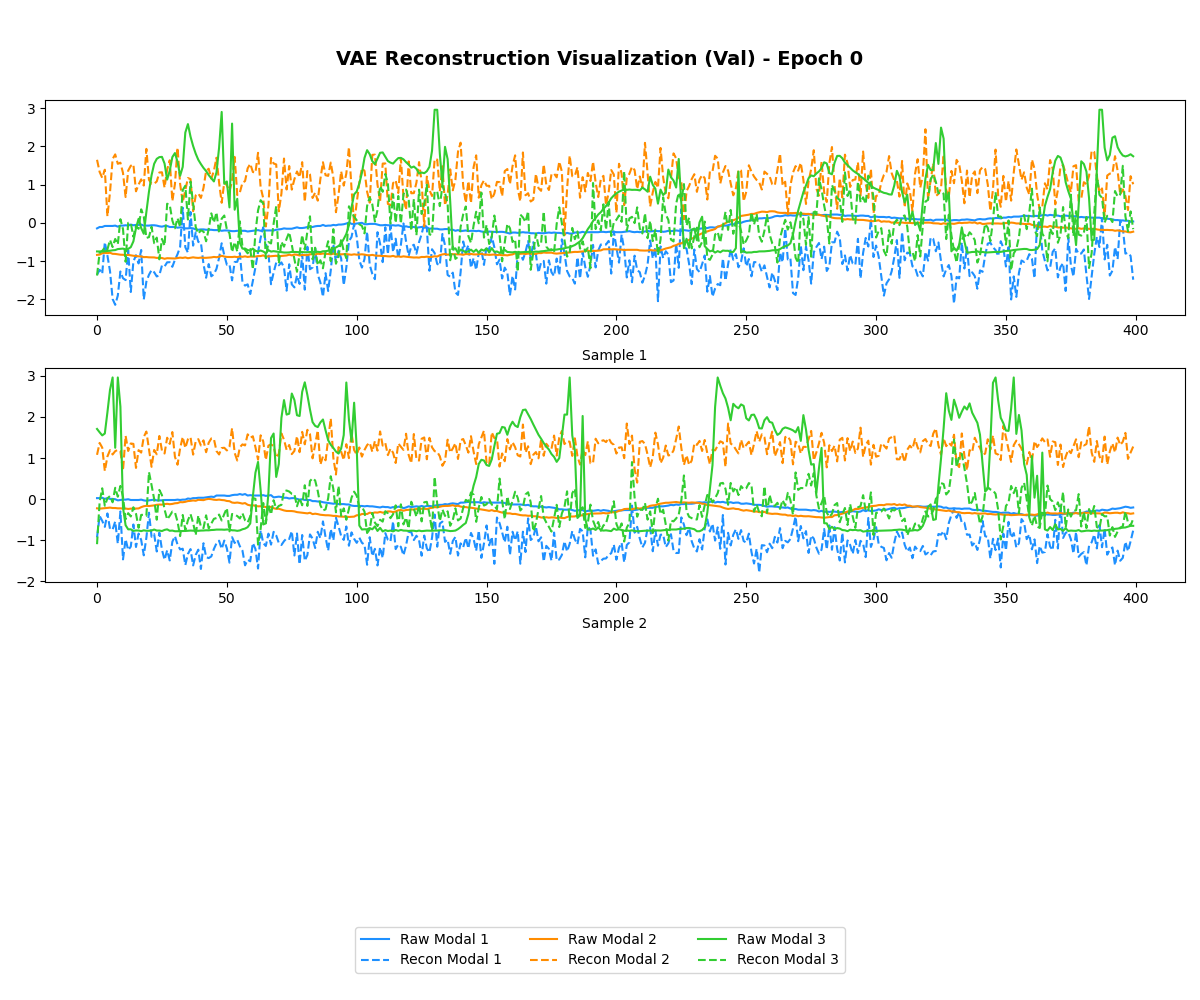 VAE Reconstruction Visualization (Val) - Epoch 0
3
2
1
0
−1
−2
0 50 100 150 200 250 300 350 400
Sample 1
3
2
1
0
−1
−2
0 50 100 150 200 250 300 350 400
Sample 2
Raw Modal 1 Raw Modal 2 Raw Modal 3
Recon Modal 1 Recon Modal 2 Recon Modal 3